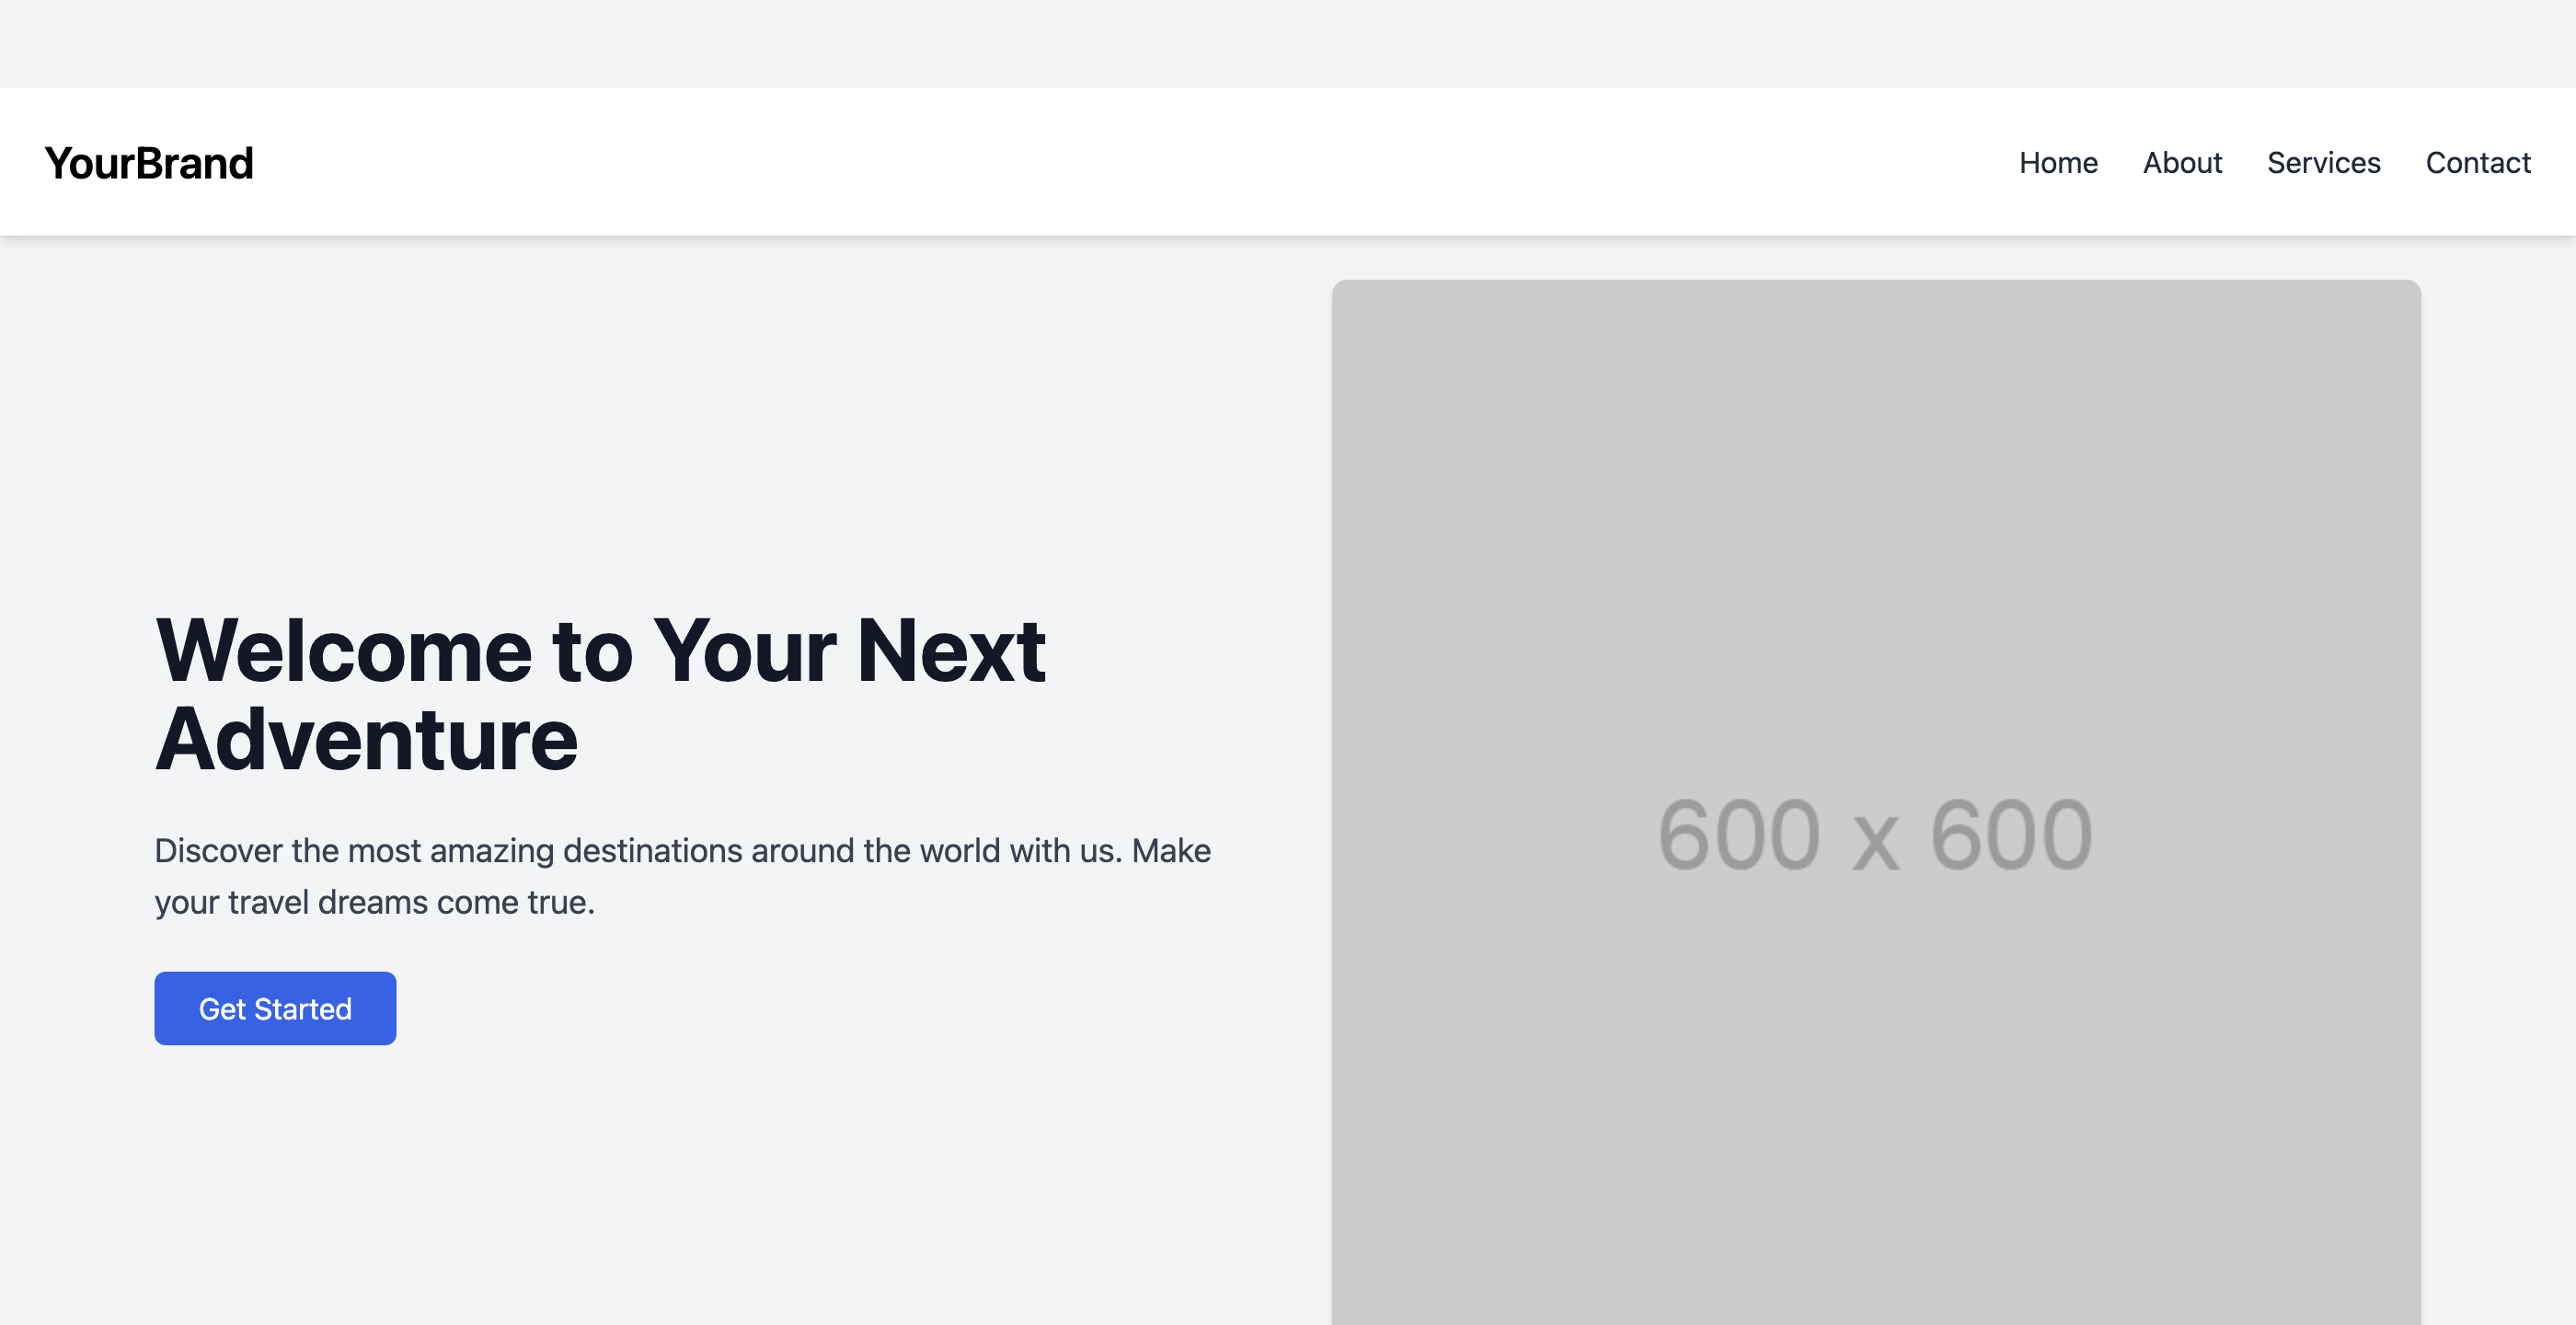 YourBrand
Home About Services Contact
Welcome to Your Next
Adventure
Discover the most amazing destinations around the world with us. Make
your travel dreams come true.
Get Started
600 x 600